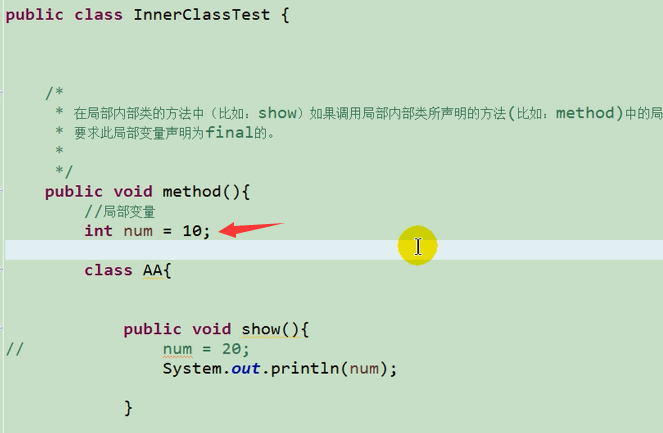 public class InnerClassTest {
/*
* 在局部内部类的方法中（比如：show）如果调用局部内部类所声明的方法(比如：method)中的局
* 要求此局部变量声明为final的。
*
*/
public void method(){
//局部变量
int num = 10;
class AA{
public void show(){
// num = 20;
System.out.println(num);
}